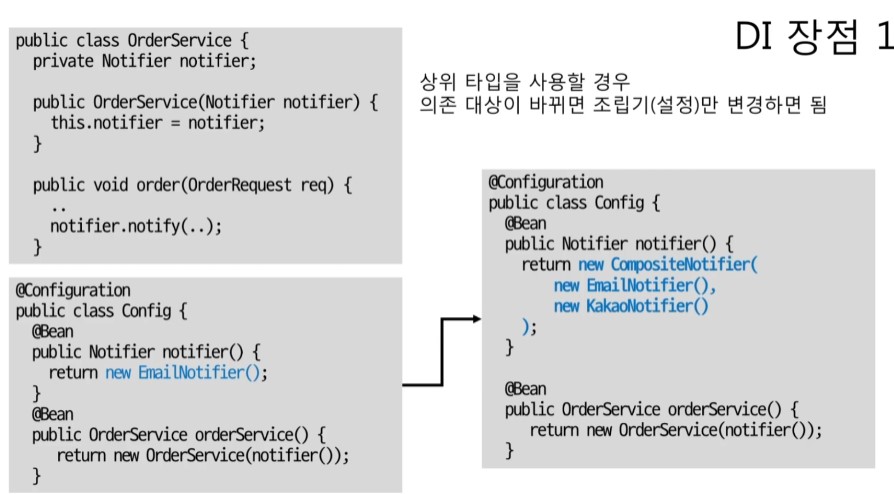 DI 장점 1
상위 타입을 사용할 경우
의존 대상이 바뀌면 조립기(설정)만 변경하면 됨
public class OrderService {
  private Notifier notifier;

  public OrderService(Notifier notifier) {
    this.notifier = notifier;
  }

  public void order(OrderRequest req) {
    ..
    notifier.notify(..);
  }
@Configuration
public class Config {
  @Bean
  public Notifier notifier() {
    return new EmailNotifier();
  }
  @Bean
  public OrderService orderService() {
     return new OrderService(notifier());
  }
@Configuration
public class Config {
  @Bean
  public Notifier notifier() {
    return new CompositeNotifier(
        new EmailNotifier(),
        new KakaoNotifier()
    );
  }

  @Bean
  public OrderService orderService() {
     return new OrderService(notifier());
  }